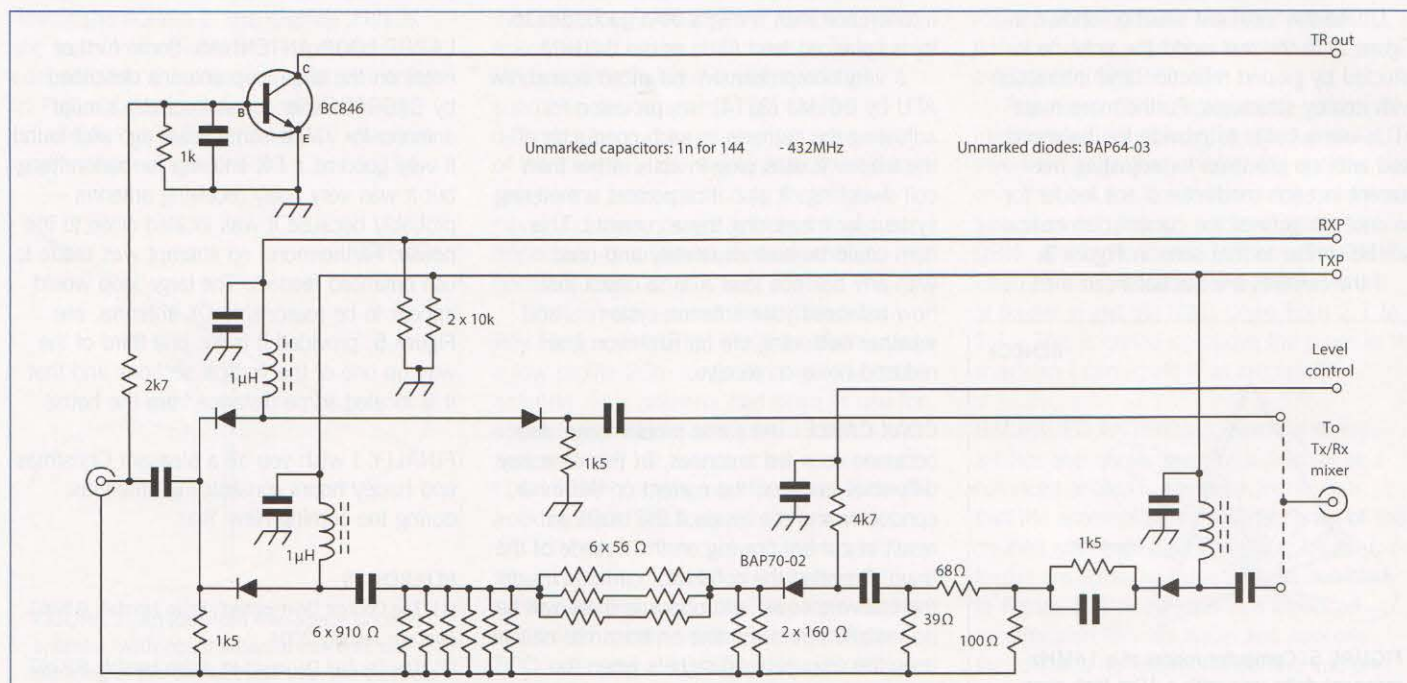 TR out
C
B
BC846
E
1k
Unmarked capacitors: 1n for 144 - 432MHz
Unmarked diodes: BAP64-03
RXP
TXP
2 x 10k
Level
control
2k7
1μH
1k5
4k7
To
Tx/Rx
mixer
1μH
6 x 56 Ω
BAP70-02
68Ω
1k5
1k5
6 x 910 Ω
2 x 160 Ω
39Ω
100Ω